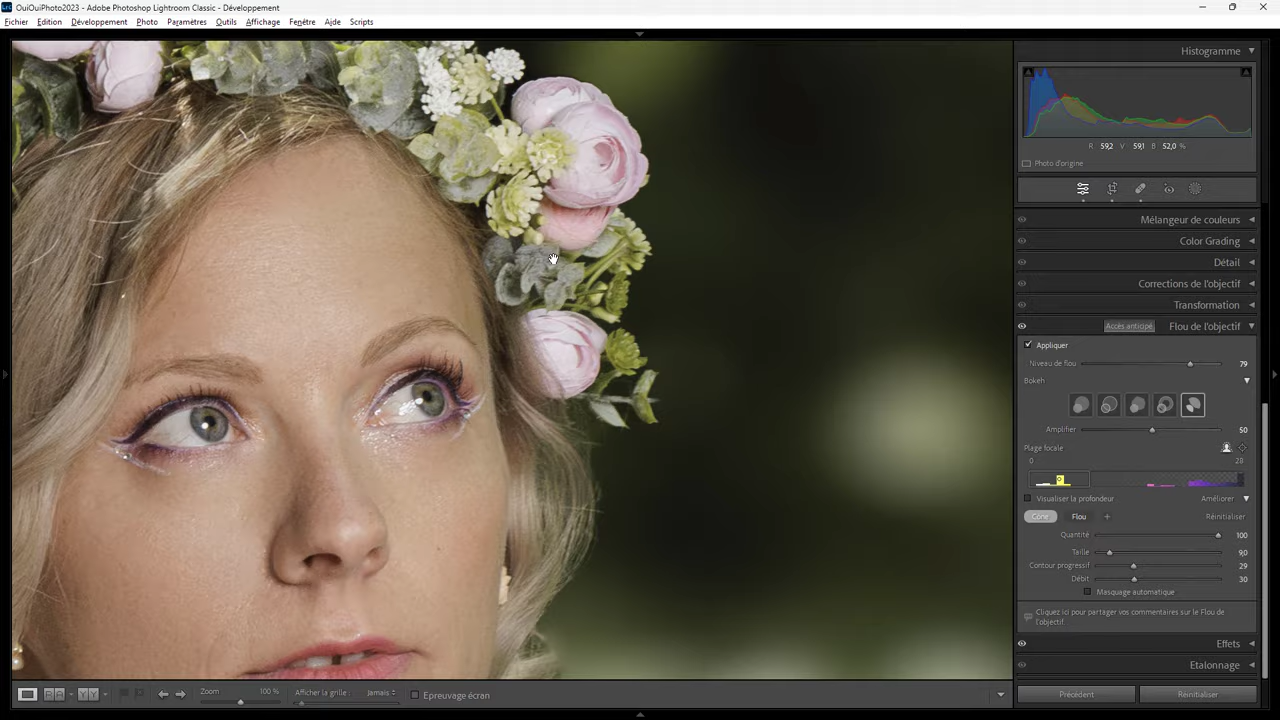 OuiOuiPhoto2023 - Adobe Photoshop Lightroom Classic - Développement
Fichier Edition Développement Photo Paramètres Outils Affichage Fenêtre Aide Scripts
Histogramme
R 59,2 V 59,1 B 52,0 %
Photo d'origine
Mélangeur de couleurs
Color Grading
Détail
Corrections de l'objectif
Transformation
Accès anticipé Flou de l'objectif
Appliquer
Niveau de flou 79
Bokeh
Amplifier 50
Plage focale
0 28
Visualiser la profondeur Améliorer
Cône Flou + Réinitialiser
Quantité 100
Taille 9,0
Contour progressif 29
Débit 30
Masquage automatique
Cliquez ici pour partager vos commentaires sur le Flou de
l'objectif.
Effets
Etalonnage
Zoom 100 % Afficher la grille : Jamais Epreuvage écran
Précédent Réinitialiser